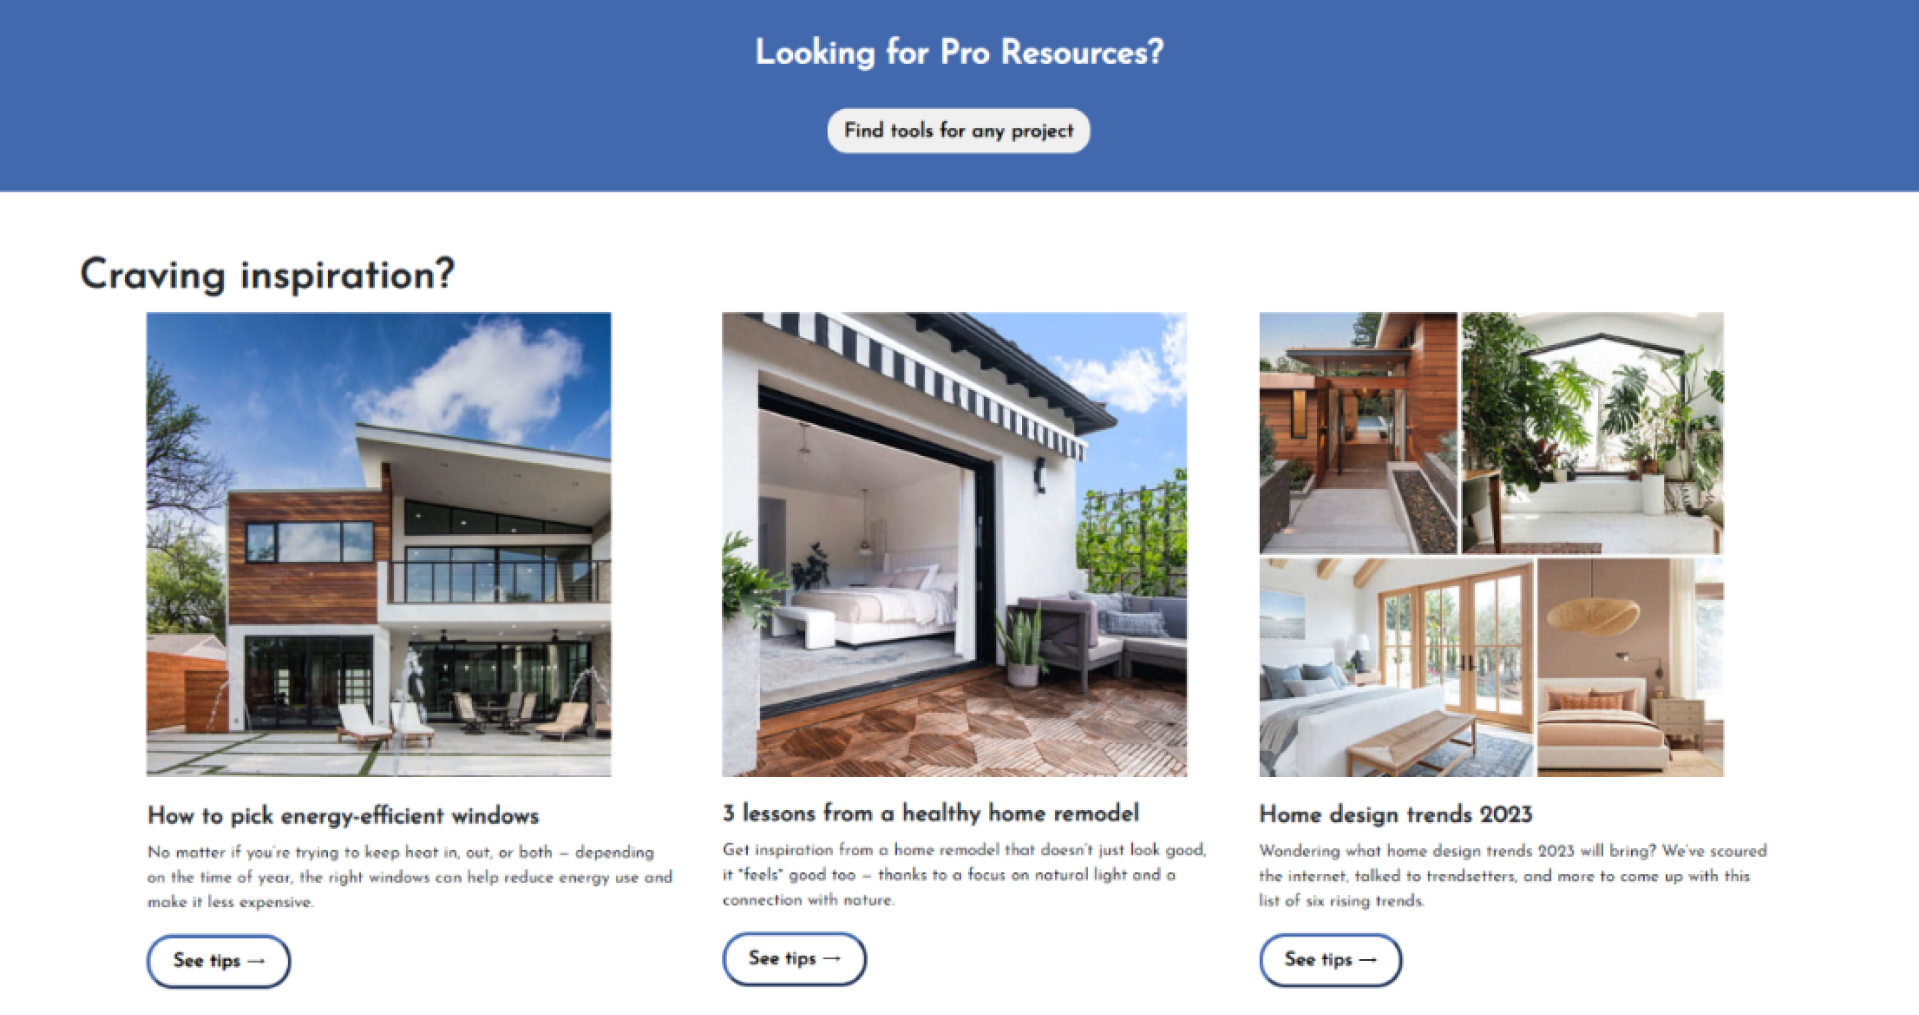 Looking for Pro Resources?
Find tools for any project
Craving inspiration?
How to pick energy-efficient windows
No matter if you're trying to keep heat in, out, or both – depending
on the time of year, the right windows can help reduce energy use and
make it less expensive.
See tips →
3 lessons from a healthy home remodel
Get inspiration from a home remodel that doesn't just look good,
it "feels" good too – thanks to a focus on natural light and a
connection with nature.
See tips →
Home design trends 2023
Wondering what home design trends 2023 will bring? We've scoured
the internet, talked to trendsetters, and more to come up with this
list of six rising trends.
See tips →